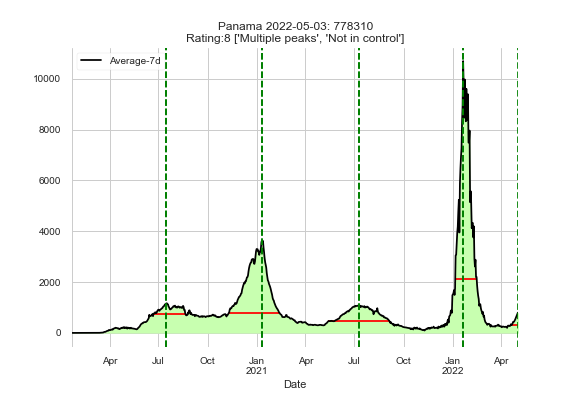 Panama 2022-05-03: 778310
Rating:8 ['Multiple peaks', 'Not in control']
Average-7d
10000
8000
6000
4000
2000
0
Apr Jul Oct Jan Apr Jul Oct Jan Apr
2021 2022
Date